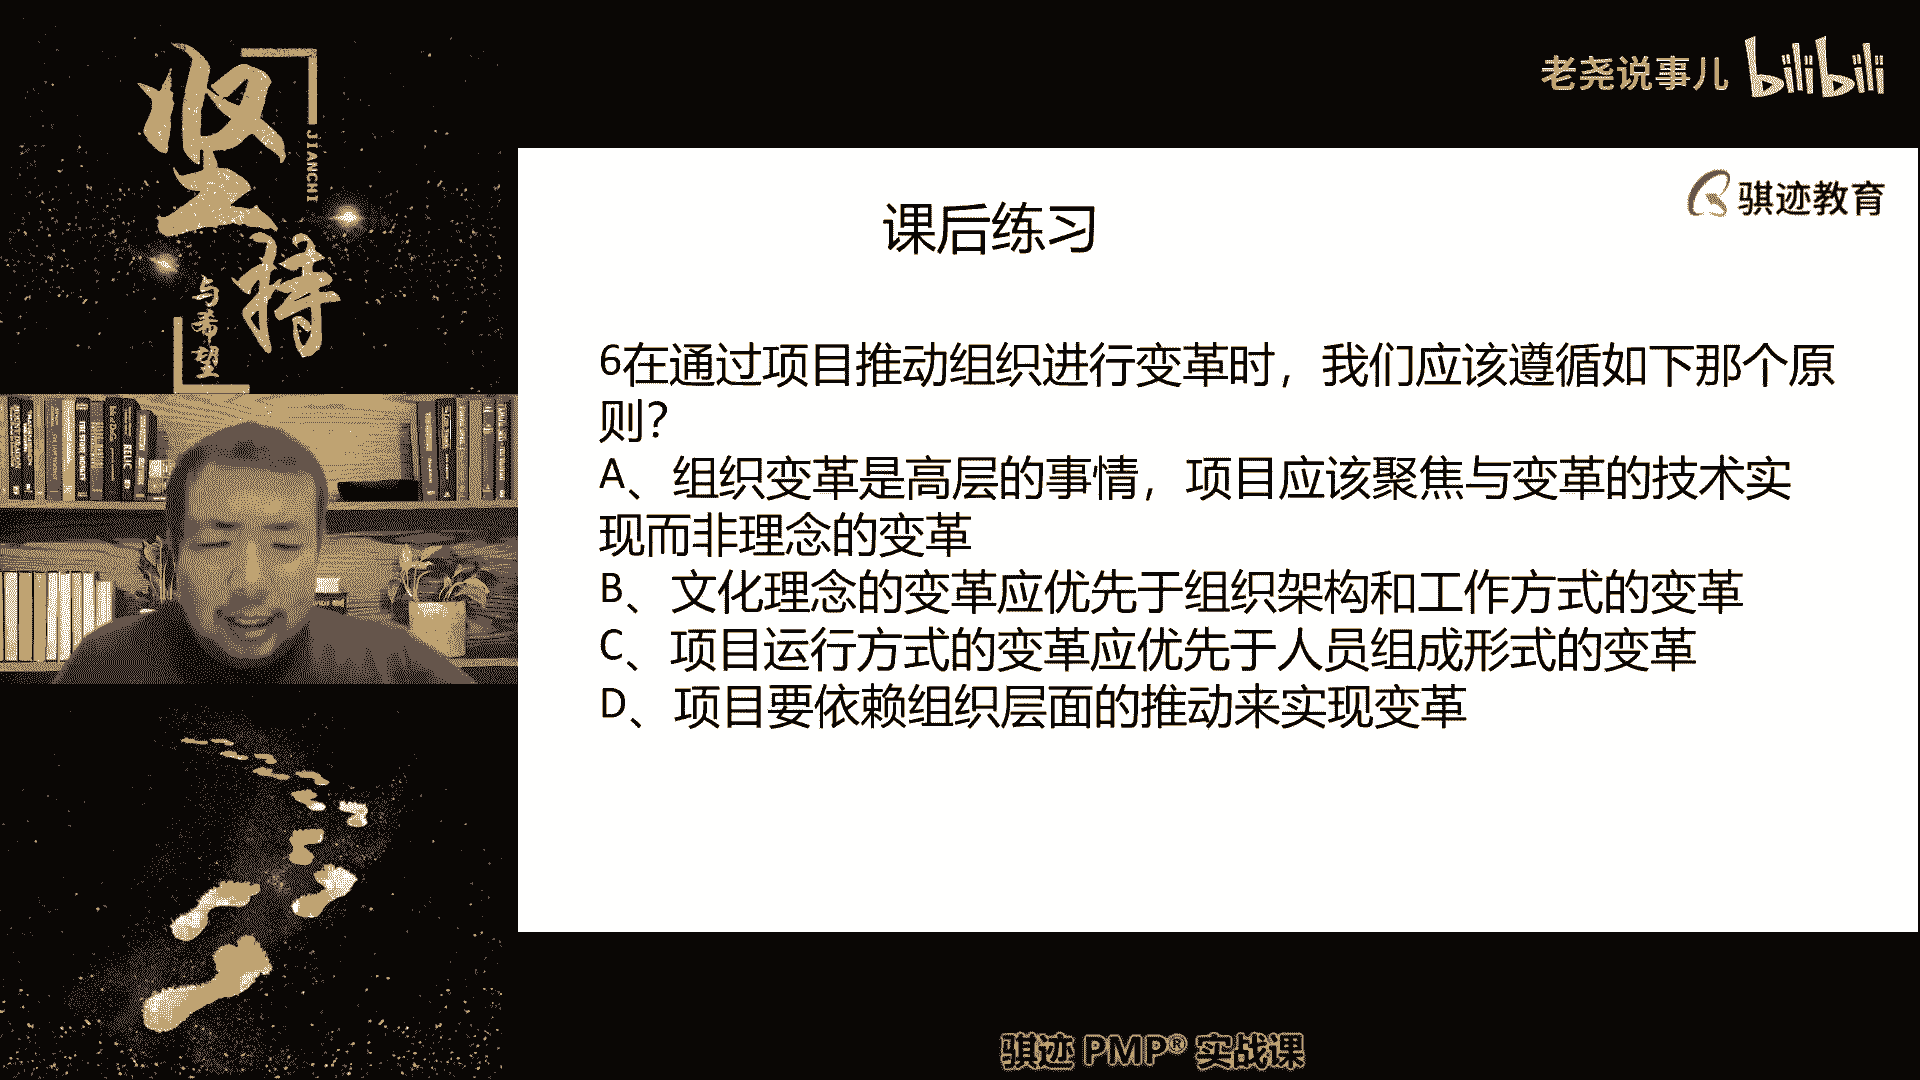 坚持
JIANCHI
与希望
老尧说事儿 bilibili
骐迹教育
课后练习
6在通过项目推动组织进行变革时，我们应该遵循如下那个原
则？
A、组织变革是高层的事情，项目应该聚焦与变革的技术实
现而非理念的变革
B、文化理念的变革应优先于组织架构和工作方式的变革
C、项目运行方式的变革应优先于人员组成形式的变革
D、项目要依赖组织层面的推动来实现变革
骐迹 PMP® 实战课